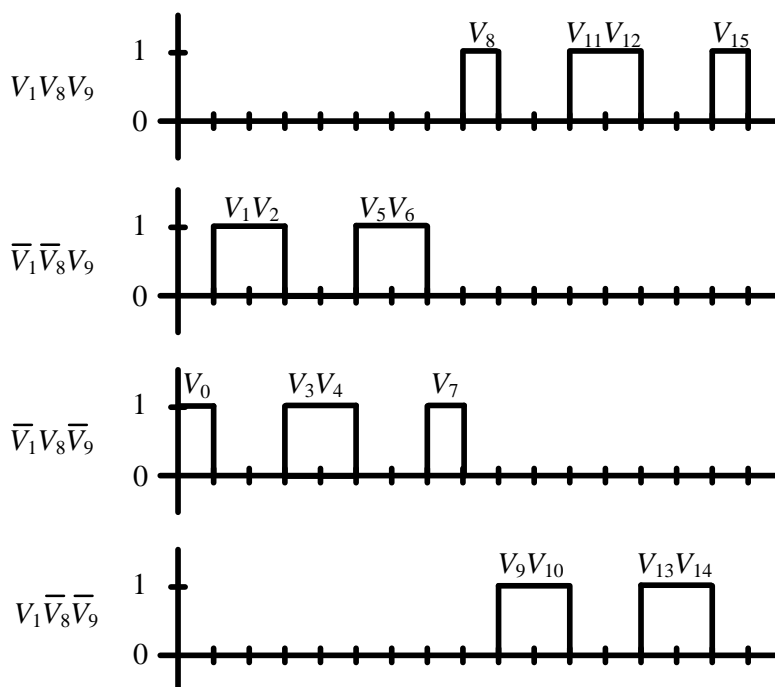 V₈ V₁₁V₁₂ V₁₅
1
V₁V₈V₉
0
V₁V₂ V₅V₆
1
V̅₁V̅₈V₉
0
V₀ V₃V₄ V₇
1
V̅₁V₈V̅₉
0
V₉V₁₀ V₁₃V₁₄
1
V₁V̅₈V̅₉
0